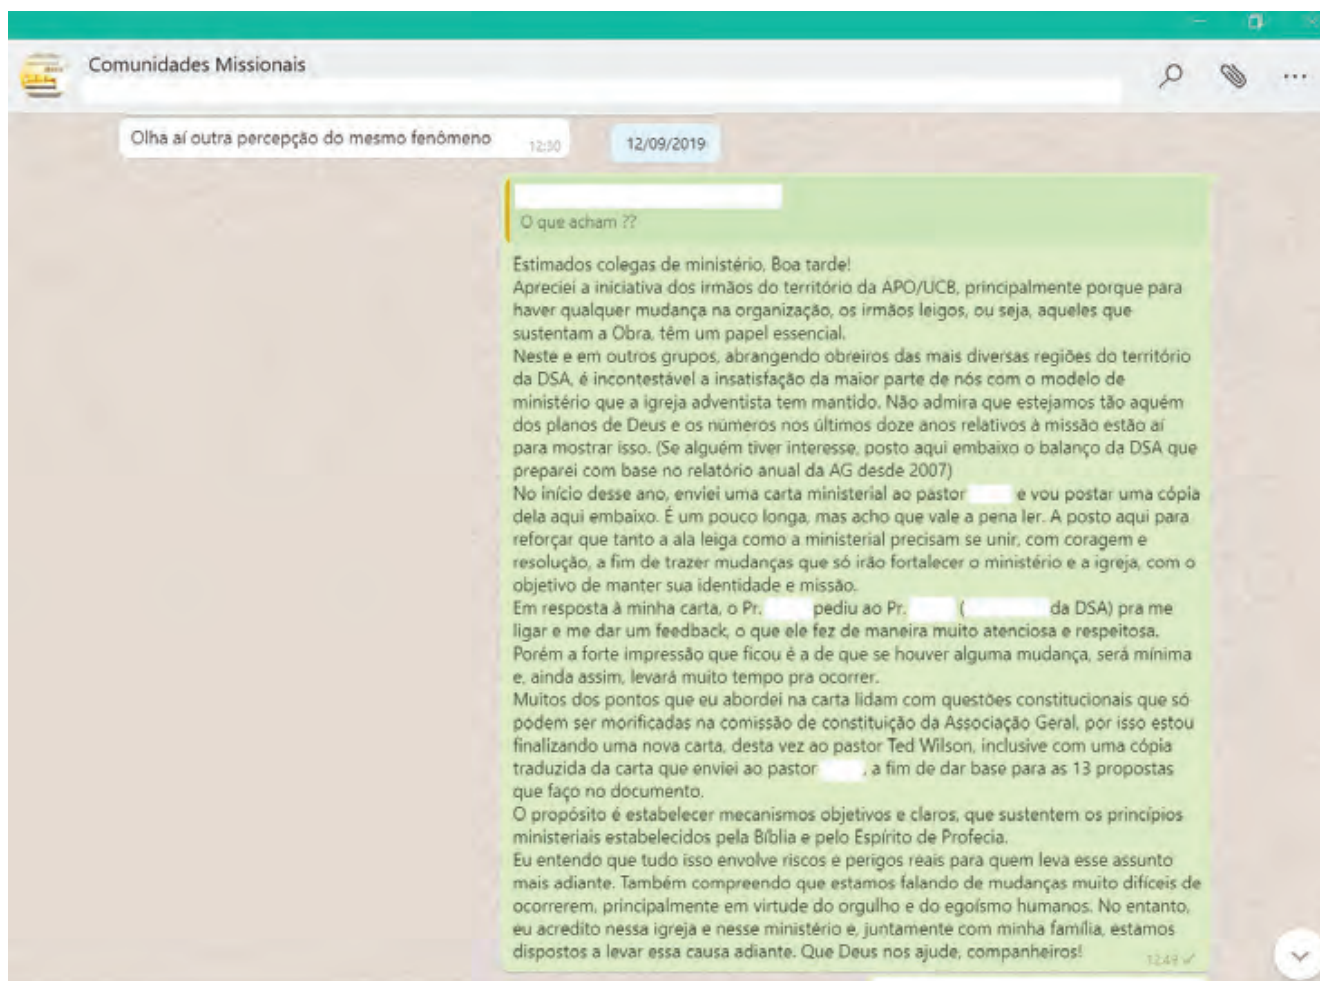 Comunidades Missionais
Olha aí outra percepção do mesmo fenômeno
12:30
12/09/2019
O que acham ??
Estimados colegas de ministério, Boa tarde!
Apreciei a iniciativa dos irmãos do território da APO/UCB, principalmente porque para
haver qualquer mudança na organização, os irmãos leigos, ou seja, aqueles que
sustentam a Obra, têm um papel essencial.
Neste e em outros grupos, abrangendo obreiros das mais diversas regiões do território
da DSA, é incontestável a insatisfação da maior parte de nós com o modelo de
ministério que a igreja adventista tem mantido. Não admira que estejamos tão aquém
dos planos de Deus e os números nos últimos doze anos relativos à missão estão aí
para mostrar isso. (Se alguém tiver interesse, posto aqui embaixo o balanço da DSA que
preparei com base no relatório anual da AG desde 2007)
No início desse ano, enviei uma carta ministerial ao pastor e vou postar uma cópia
dela aqui embaixo. É um pouco longa, mas acho que vale a pena ler. A posto aqui para
reforçar que tanto a ala leiga como a ministerial precisam se unir, com coragem e
resolução, a fim de trazer mudanças que só irão fortalecer o ministério e a igreja, com o
objetivo de manter sua identidade e missão.
Em resposta à minha carta, o Pr. pediu ao Pr. ( da DSA) pra me
ligar e me dar um feedback, o que ele fez de maneira muito atenciosa e respeitosa.
Porém a forte impressão que ficou é a de que se houver alguma mudança, será mínima
e, ainda assim, levará muito tempo pra ocorrer.
Muitos dos pontos que eu abordei na carta lidam com questões constitucionais que só
podem ser morificadas na comissão de constituição da Associação Geral, por isso estou
finalizando uma nova carta, desta vez ao pastor Ted Wilson, inclusive com uma cópia
traduzida da carta que enviei ao pastor , a fim de dar base para as 13 propostas
que faço no documento.
O propósito é estabelecer mecanismos objetivos e claros, que sustentem os princípios
ministeriais estabelecidos pela Bíblia e pelo Espírito de Profecia.
Eu entendo que tudo isso envolve riscos e perigos reais para quem leva esse assunto
mais adiante. Também compreendo que estamos falando de mudanças muito difíceis de
ocorrerem, principalmente em virtude do orgulho e do egoísmo humanos. No entanto,
eu acredito nessa igreja e nesse ministério e, juntamente com minha família, estamos
dispostos a levar essa causa adiante. Que Deus nos ajude, companheiros!
12:49